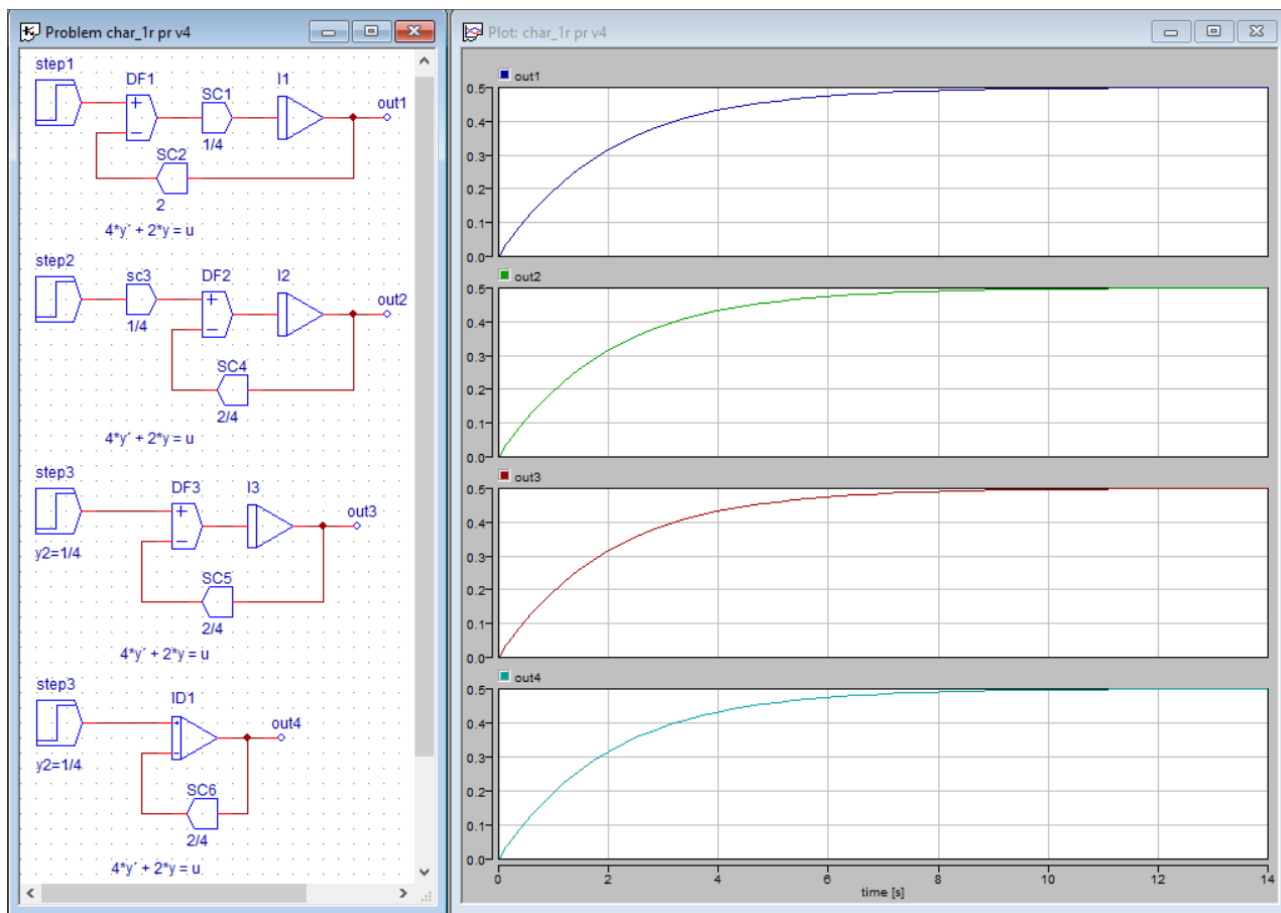 Problem char_1r pr v4
step1
DF1
SC1
I1
out1
+
−
1/4
SC2
2
4*y´ + 2*y = u
step2
sc3
DF2
I2
out2
+
−
1/4
SC4
2/4
4*y´ + 2*y = u
step3
DF3
I3
out3
+
−
y2=1/4
SC5
2/4
4*y´ + 2*y = u
step3
ID1
out4
+
−
y2=1/4
SC6
2/4
4*y´ + 2*y = u
Plot: char_1r pr v4
out1
0.5
0.4
0.3
0.2
0.1
0.0
out2
0.5
0.4
0.3
0.2
0.1
0.0
out3
0.5
0.4
0.3
0.2
0.1
0.0
out4
0.5
0.4
0.3
0.2
0.1
0.0
0 2 4 6 8 10 12 14
time [s]